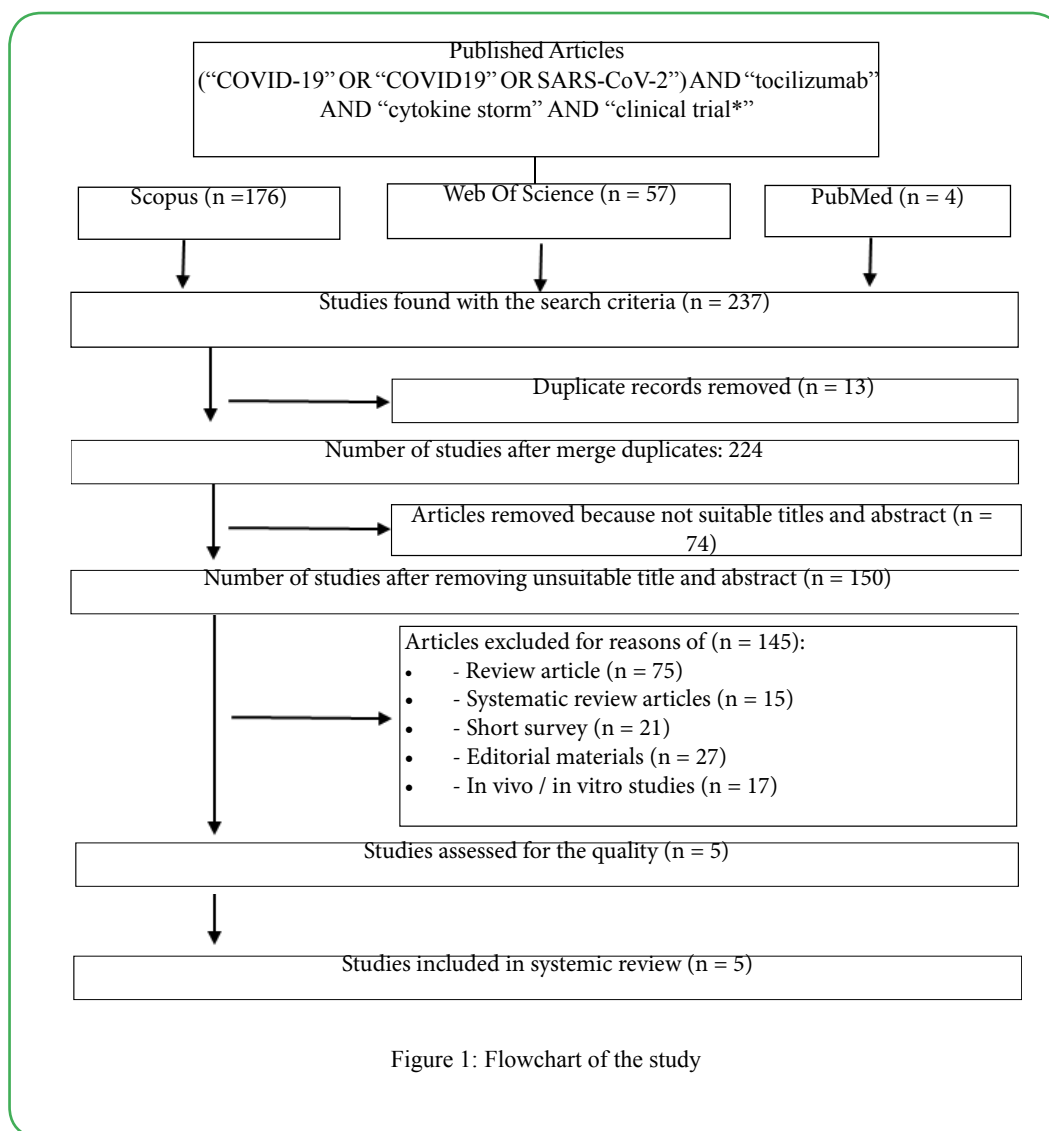 Published Articles
(“COVID-19” OR “COVID19” OR SARS-CoV-2”) AND “tocilizumab”
AND “cytokine storm” AND “clinical trial*”
Scopus (n =176)
Web Of Science (n = 57)
PubMed (n = 4)
Studies found with the search criteria (n = 237)
Duplicate records removed (n = 13)
Number of studies after merge duplicates: 224
Articles removed because not suitable titles and abstract (n =
74)
Number of studies after removing unsuitable title and abstract (n = 150)
Articles excluded for reasons of (n = 145):
• - Review article (n = 75)
• - Systematic review articles (n = 15)
• - Short survey (n = 21)
• - Editorial materials (n = 27)
• - In vivo / in vitro studies (n = 17)
Studies assessed for the quality (n = 5)
Studies included in systemic review (n = 5)
Figure 1: Flowchart of the study